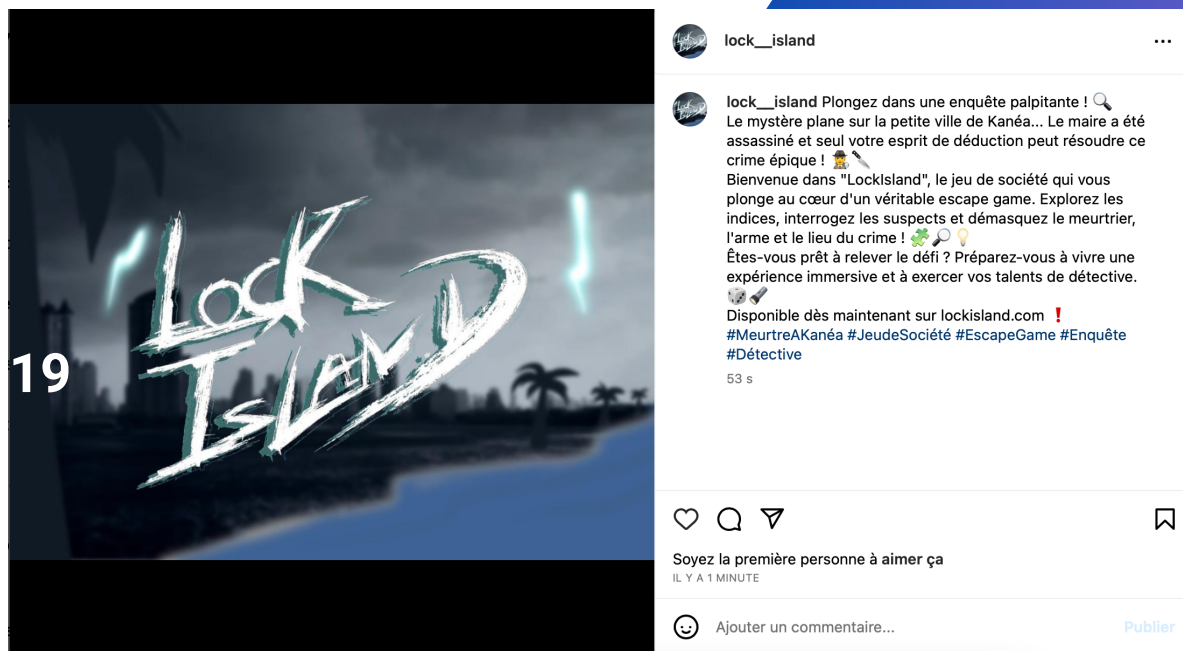 LOCK
ISLAND
19
lock__island
lock__island Plongez dans une enquête palpitante ! 🔍
Le mystère plane sur la petite ville de Kanéa... Le maire a été
assassiné et seul votre esprit de déduction peut résoudre ce
crime épique ! 🕵️🔪
Bienvenue dans "LockIsland", le jeu de société qui vous
plonge au cœur d'un véritable escape game. Explorez les
indices, interrogez les suspects et démasquez le meurtrier,
l'arme et le lieu du crime ! 🧩🔎💡
Êtes-vous prêt à relever le défi ? Préparez-vous à vivre une
expérience immersive et à exercer vos talents de détective.
🎲🔦
Disponible dès maintenant sur lockisland.com ❗
#MeurtreAKanéa #JeudeSociété #EscapeGame #Enquête
#Détective
53 s
Soyez la première personne à aimer ça
IL Y A 1 MINUTE
Ajouter un commentaire...
Publier